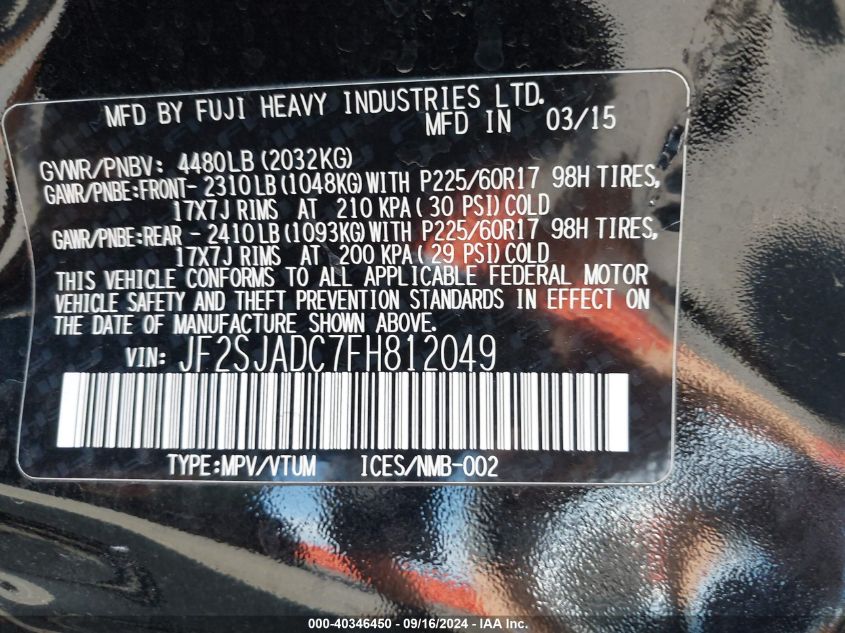 MFD BY FUJI HEAVY INDUSTRIES LTD.
MFD IN 03/15
GVWR/PNBV: 4480LB (2032KG)
GAWR/PNBE:FRONT- 2310LB (1048KG) WITH P225/60R17 98H TIRES,
17X7J RIMS AT 210 KPA ( 30 PSI) COLD
GAWR/PNBE:REAR - 2410LB (1093KG) WITH P225/60R17 98H TIRES,
17X7J RIMS AT 200 KPA ( 29 PSI) COLD
THIS VEHICLE CONFORMS TO ALL APPLICABLE FEDERAL MOTOR
VEHICLE SAFETY AND THEFT PREVENTION STANDARDS IN EFFECT ON
THE DATE OF MANUFACTURE SHOWN ABOVE.
VIN: JF2SJADC7FH812049
TYPE:MPV/VTUM ICES/NMB-002
000-40346450 - 09/16/2024 - IAA Inc.